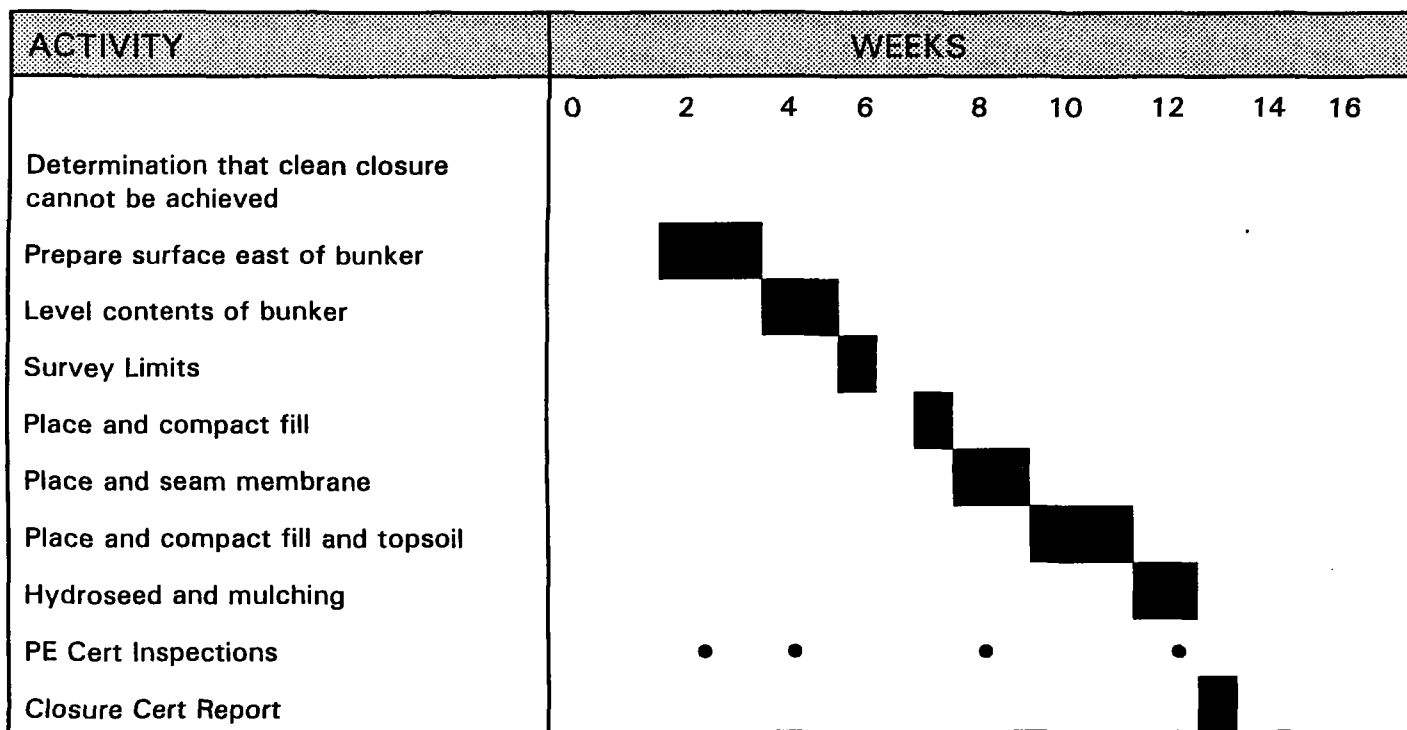 ACTIVITY WEEKS
0 2 4 6 8 10 12 14 16
Determination that clean closure
cannot be achieved
Prepare surface east of bunker
Level contents of bunker
Survey Limits
Place and compact fill
Place and seam membrane
Place and compact fill and topsoil
Hydroseed and mulching
PE Cert Inspections
Closure Cert Report